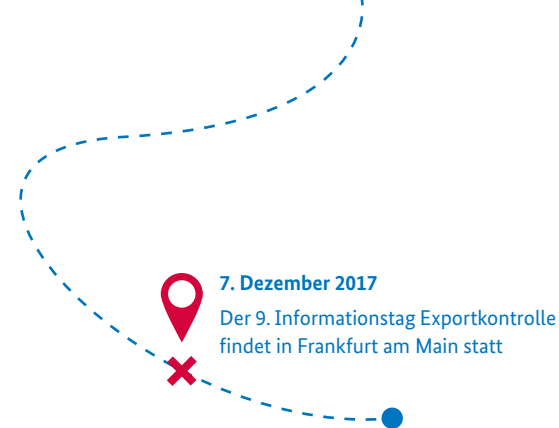 7. Dezember 2017
Der 9. Informationstag Exportkontrolle
findet in Frankfurt am Main statt